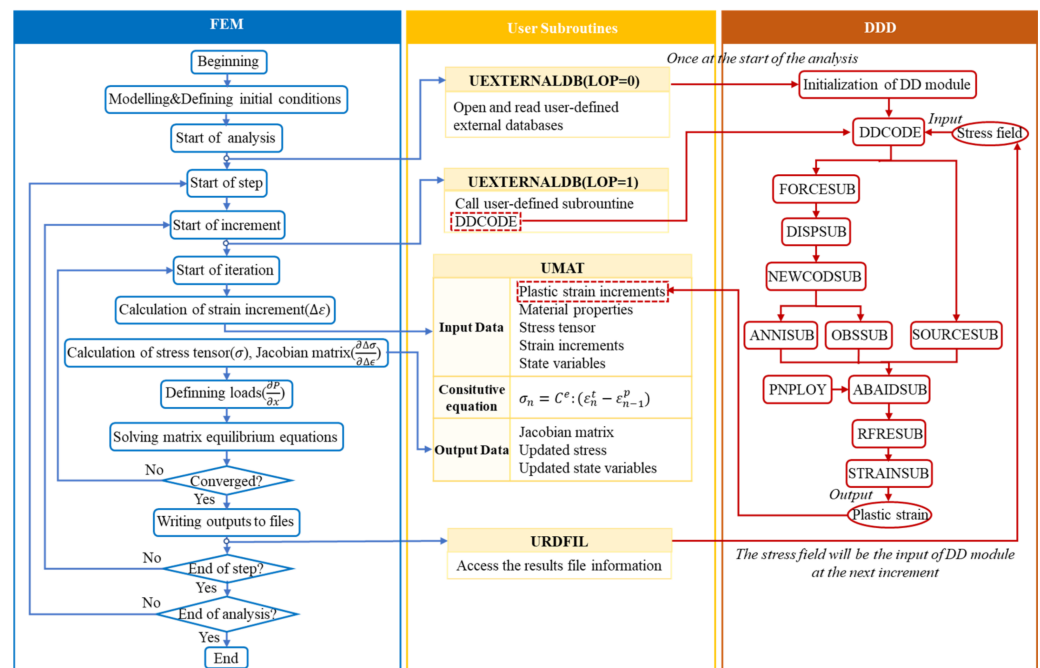 FEM
Beginning
Modelling&Defining initial conditions
Start of analysis
Start of step
Start of increment
Start of iteration
Calculation of strain increment(Δε)
Calculation of stress tensor(σ), Jacobian matrix(∂Δσ/∂Δϵ)
Definning loads(∂P/∂x)
Solving matrix equilibrium equations
No
Converged?
Yes
Writing outputs to files
No
End of step?
Yes
No
End of analysis?
Yes
End
User Subroutines
UEXTERNALDB(LOP=0)
Open and read user-defined
external databases
UEXTERNALDB(LOP=1)
Call user-defined subrountine
DDCODE
UMAT
Input Data
Plastic strain increments
Material properties
Stress tensor
Strain increments
State variables
Consitutive
equation
σₙ = Cᵉ:(εₙᵗ − εₙ₋₁ᵖ)
Output Data
Jacobian matrix
Updated stress
Updated state variables
URDFIL
Access the results file information
DDD
Once at the start of the analysis
Initialization of DD module
Input
DDCODE
Stress field
FORCESUB
DISPSUB
NEWCODSUB
ANNISUB
OBSSUB
SOURCESUB
PNPLOY
ABAIDSUB
RFRESUB
STRAINSUB
Output
Plastic strain
The stress field will be the input of DD module
at the next increment